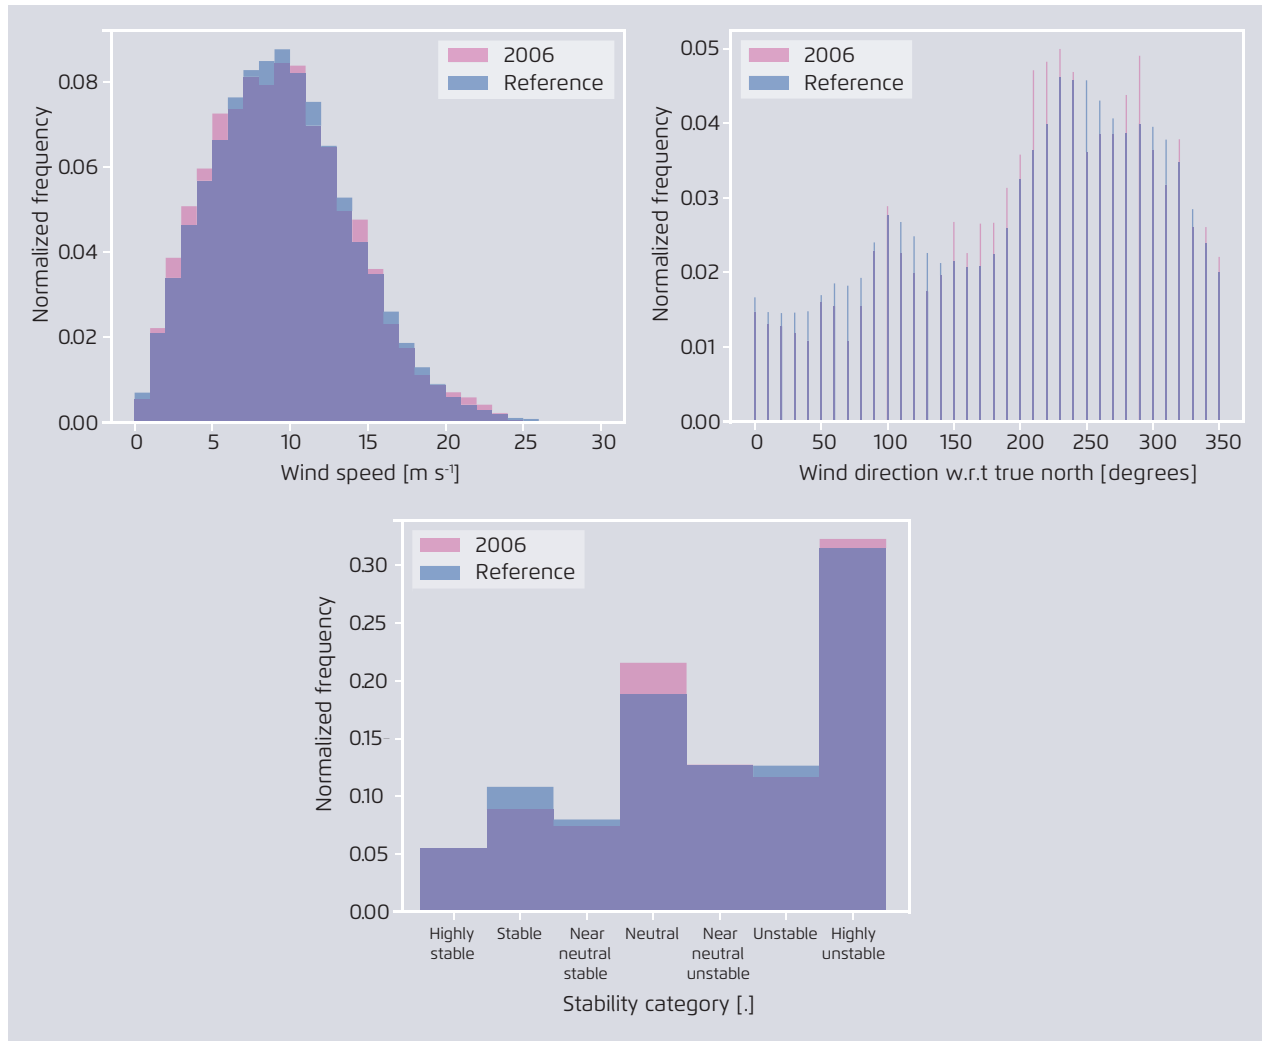 2006
Reference
Normalized frequency
0.08
0.06
0.04
0.02
0.00
0 5 10 15 20 25 30
Wind speed [m s-1]
2006
Reference
Normalized frequency
0.05
0.04
0.03
0.02
0.01
0.00
0 50 100 150 200 250 300 350
Wind direction w.r.t true north [degrees]
2006
Reference
Normalized frequency
0.30
0.25
0.20
0.15
0.10
0.05
0.00
Highly stable
Stable
Near neutral stable
Neutral
Near neutral unstable
Unstable
Highly unstable
Stability category [.]